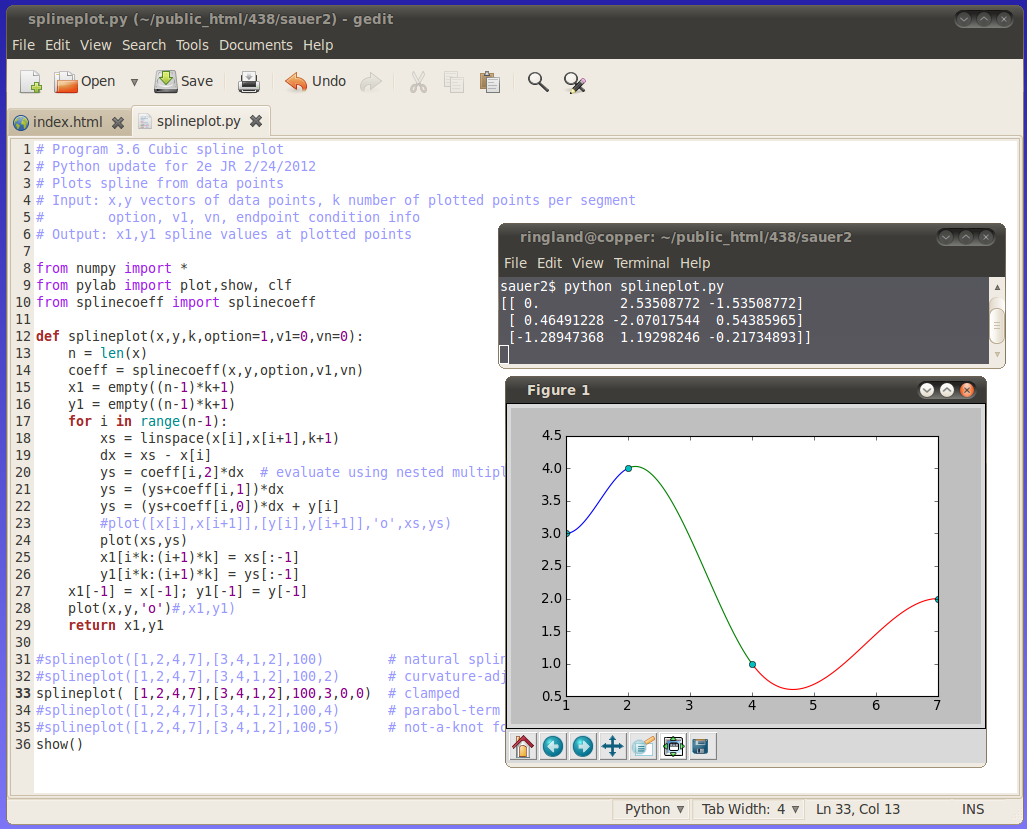 splineplot.py (~/public_html/438/sauer2) - gedit
File Edit View Search Tools Documents Help
Open Save Undo
index.html splineplot.py
1 # Program 3.6 Cubic spline plot
2 # Python update for 2e JR 2/24/2012
3 # Plots spline from data points
4 # Input: x,y vectors of data points, k number of plotted points per segment
5 #        option, v1, vn, endpoint condition info
6 # Output: x1,y1 spline values at plotted points
7
8 from numpy import *
9 from pylab import plot,show, clf
10 from splinecoeff import splinecoeff
11
12 def splineplot(x,y,k,option=1,v1=0,vn=0):
13     n = len(x)
14     coeff = splinecoeff(x,y,option,v1,vn)
15     x1 = empty((n-1)*k+1)
16     y1 = empty((n-1)*k+1)
17     for i in range(n-1):
18         xs = linspace(x[i],x[i+1],k+1)
19         dx = xs - x[i]
20         ys = coeff[i,2]*dx  # evaluate using nested multipl
21         ys = (ys+coeff[i,1])*dx
22         ys = (ys+coeff[i,0])*dx + y[i]
23         #plot([x[i],x[i+1]],[y[i],y[i+1]],'o',xs,ys)
24         plot(xs,ys)
25         x1[i*k:(i+1)*k] = xs[:-1]
26         y1[i*k:(i+1)*k] = ys[:-1]
27     x1[-1] = x[-1]; y1[-1] = y[-1]
28     plot(x,y,'o')#,x1,y1)
29     return x1,y1
30
31 #splineplot([1,2,4,7],[3,4,1,2],100)        # natural splin
32 #splineplot([1,2,4,7],[3,4,1,2],100,2)      # curvature-adj
33 splineplot( [1,2,4,7],[3,4,1,2],100,3,0,0)  # clamped
34 #splineplot([1,2,4,7],[3,4,1,2],100,4)      # parabol-term
35 #splineplot([1,2,4,7],[3,4,1,2],100,5)      # not-a-knot fo
36 show()
ringland@copper: ~/public_html/438/sauer2
File Edit View Terminal Help
sauer2$ python splineplot.py
[[ 0.          2.53508772 -1.53508772]
 [ 0.46491228 -2.07017544  0.54385965]
 [-1.28947368  1.19298246 -0.21734893]]
Figure 1
4.5
4.0
3.5
3.0
2.5
2.0
1.5
1.0
0.5
1 2 3 4 5 6 7
Python Tab Width: 4 Ln 33, Col 13 INS